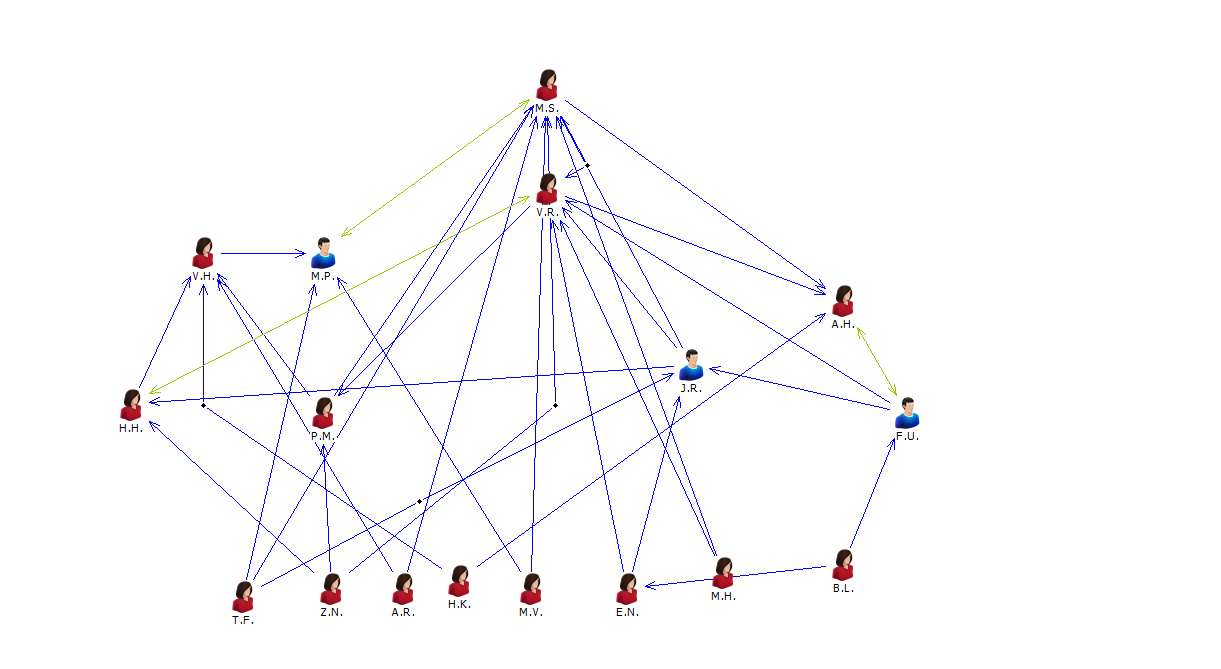 M.S.
V.R.
V.H.
M.P.
A.H.
J.R.
H.H.
P.M.
F.U.
T.F.
Z.N.
A.R.
H.K.
M.V.
E.N.
M.H.
B.L.